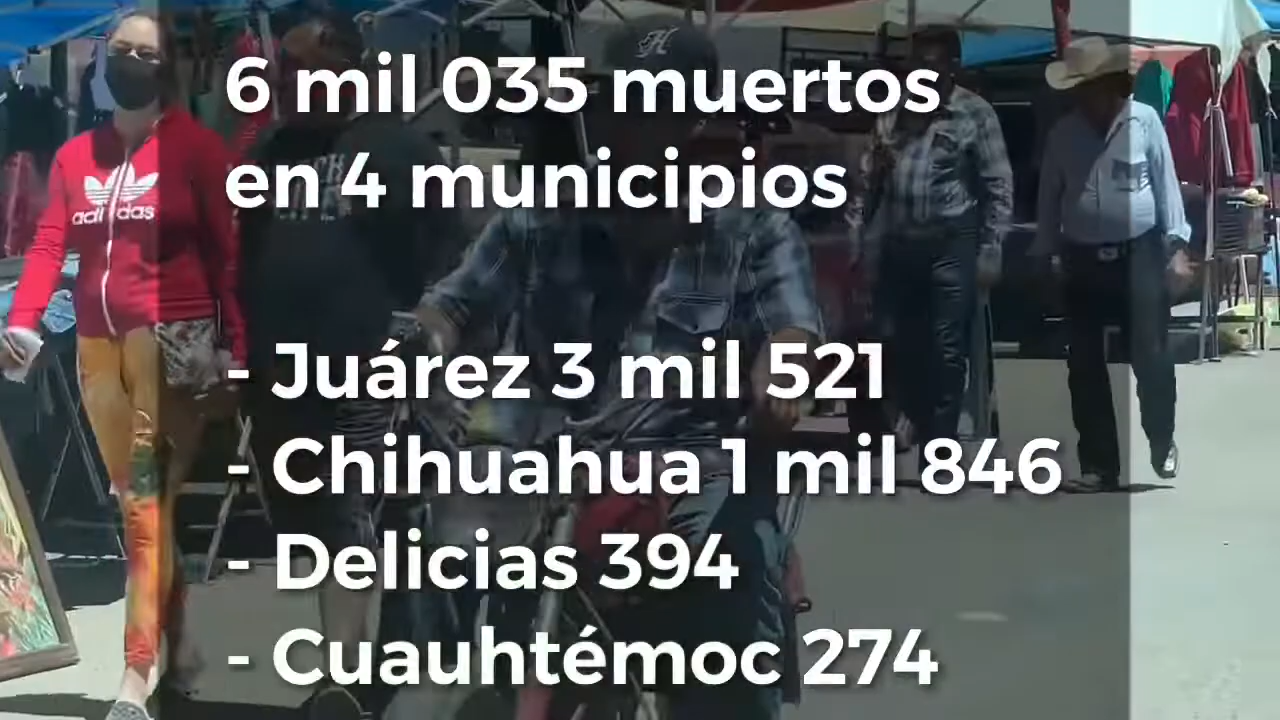 6 mil 035 muertos
en 4 municipios
- Juárez 3 mil 521
- Chihuahua 1 mil 846
- Delicias 394
- Cuauhtémoc 274
adidas
H